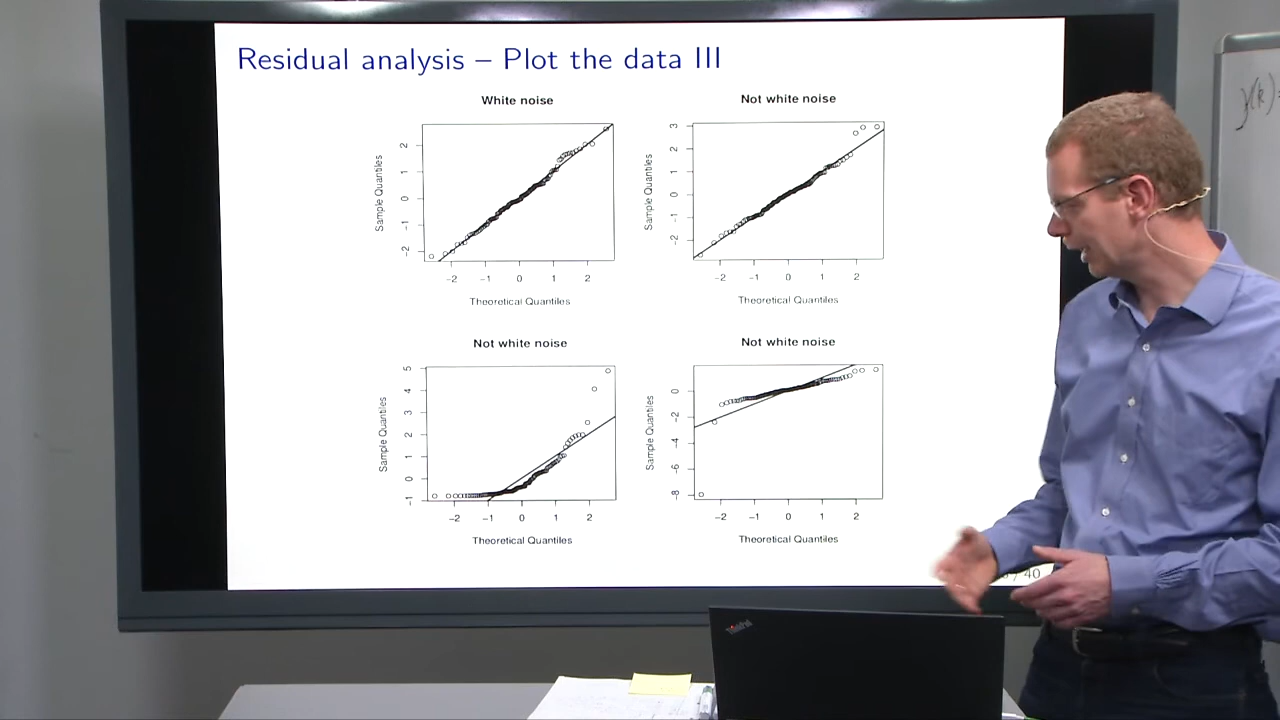 Residual analysis – Plot the data III
White noise
Sample Quantiles
2
1
0
−1
−2
−2 −1 0 1 2
Theoretical Quantiles
Not white noise
Sample Quantiles
3
2
1
0
−1
−2
−2 −1 0 1 2
Theoretical Quantiles
Not white noise
Sample Quantiles
5
4
3
2
1
0
−1
−2 −1 0 1 2
Theoretical Quantiles
Not white noise
Sample Quantiles
0
−2
−4
−6
−8
−2 −1 0 1 2
Theoretical Quantiles
/ 40
y(k)=
ThinkPad